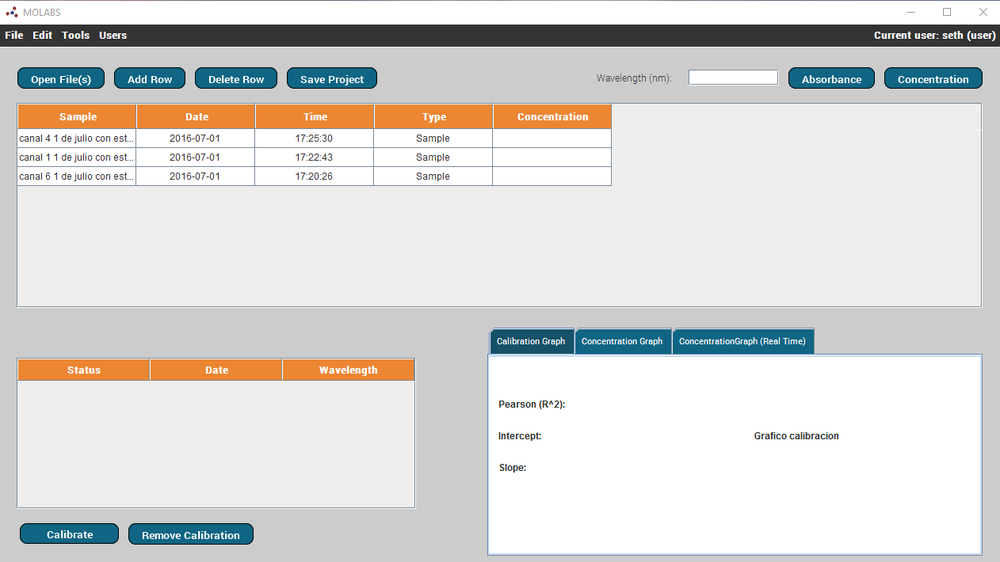 MOLABS
File Edit Tools Users Current user: seth (user)
Open File(s) Add Row Delete Row Save Project Wavelength (nm): Absorbance Concentration
Sample Date Time Type Concentration
canal 4 1 de julio con est... 2016-07-01 17:25:30 Sample
canal 1 1 de julio con est... 2016-07-01 17:22:43 Sample
canal 6 1 de julio con est... 2016-07-01 17:20:26 Sample
Calibration Graph Concentration Graph ConcentrationGraph (Real Time)
Status Date Wavelength
Pearson (R^2):
Intercept: Grafico calibracion
Slope:
Calibrate Remove Calibration